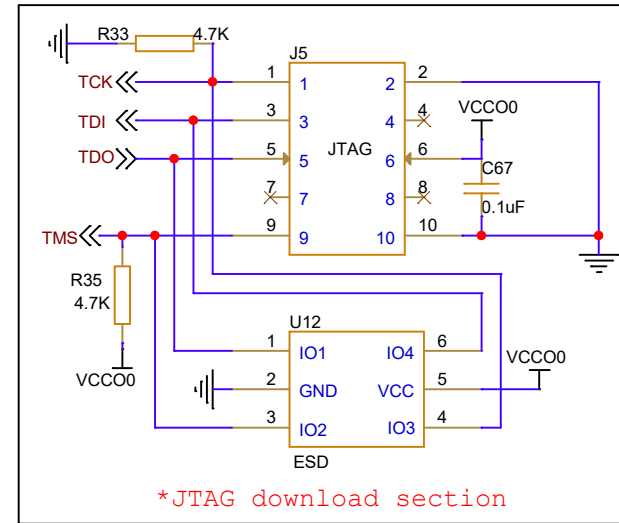 R33 4.7K
J5
TCK 1 1 2 2
VCCO0
TDI 3 3 4 4
JTAG
TDO 5 5 6 6
C67
7 7 8 8
0.1uF
TMS 9 9 10 10
R35
4.7K
U12
1 IO1 IO4 6
VCCO0 VCCO0
2 GND VCC 5
3 IO2 IO3 4
ESD
*JTAG download section